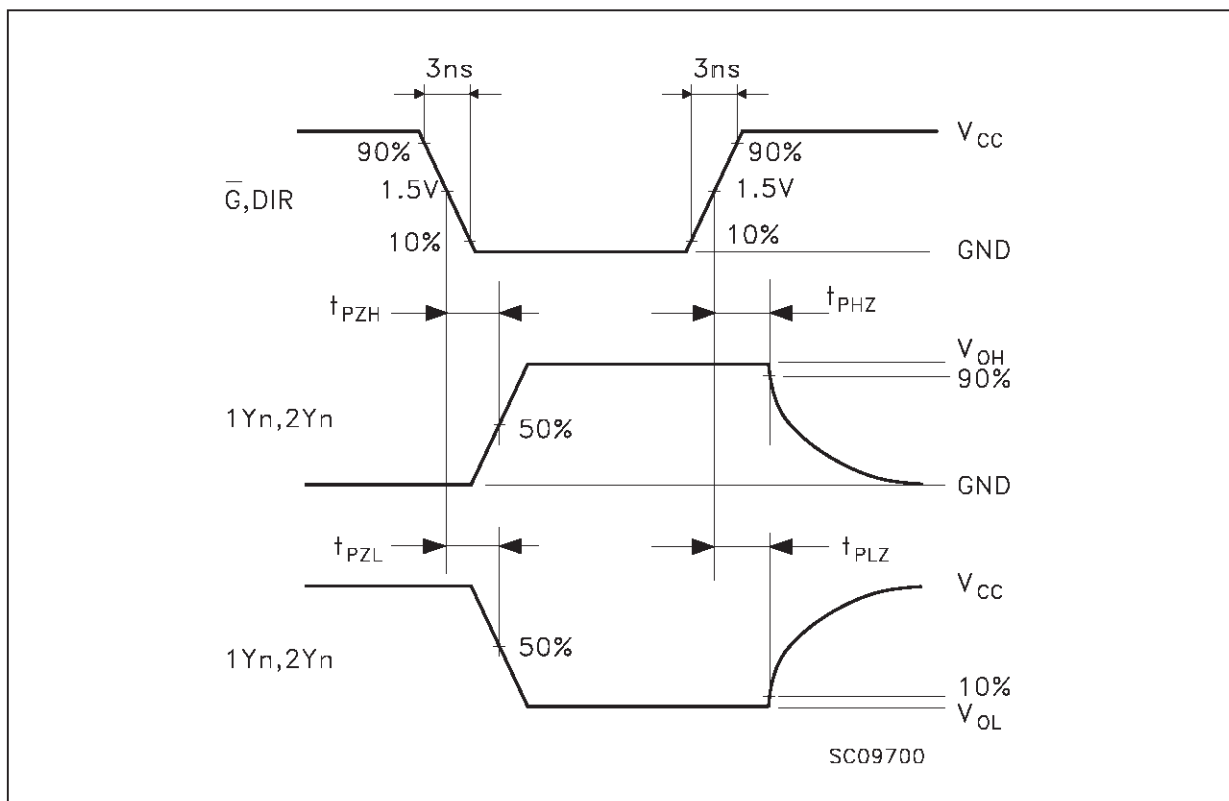 3ns 3ns
V_CC
90% 90%
1.5V 1.5V
G̅,DIR
10% 10%
GND
t_PZH t_PHZ
V_OH
90%
1Yn,2Yn
50%
GND
t_PZL t_PLZ
V_CC
1Yn,2Yn
50%
10%
V_OL
SC09700